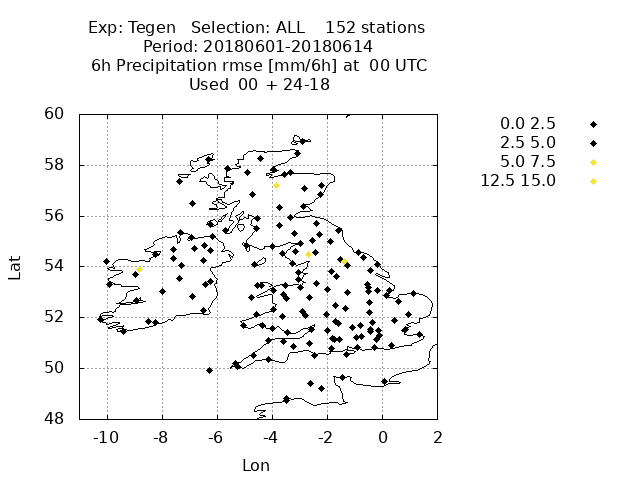 Exp: Tegen   Selection: ALL    152 stations
Period: 20180601-20180614
6h Precipitation rmse [mm/6h] at  00 UTC
Used  00 + 24-18
0.0 2.5
2.5 5.0
5.0 7.5
12.5 15.0
60
58
56
54
52
50
48
Lat
-10 -8 -6 -4 -2 0 2
Lon